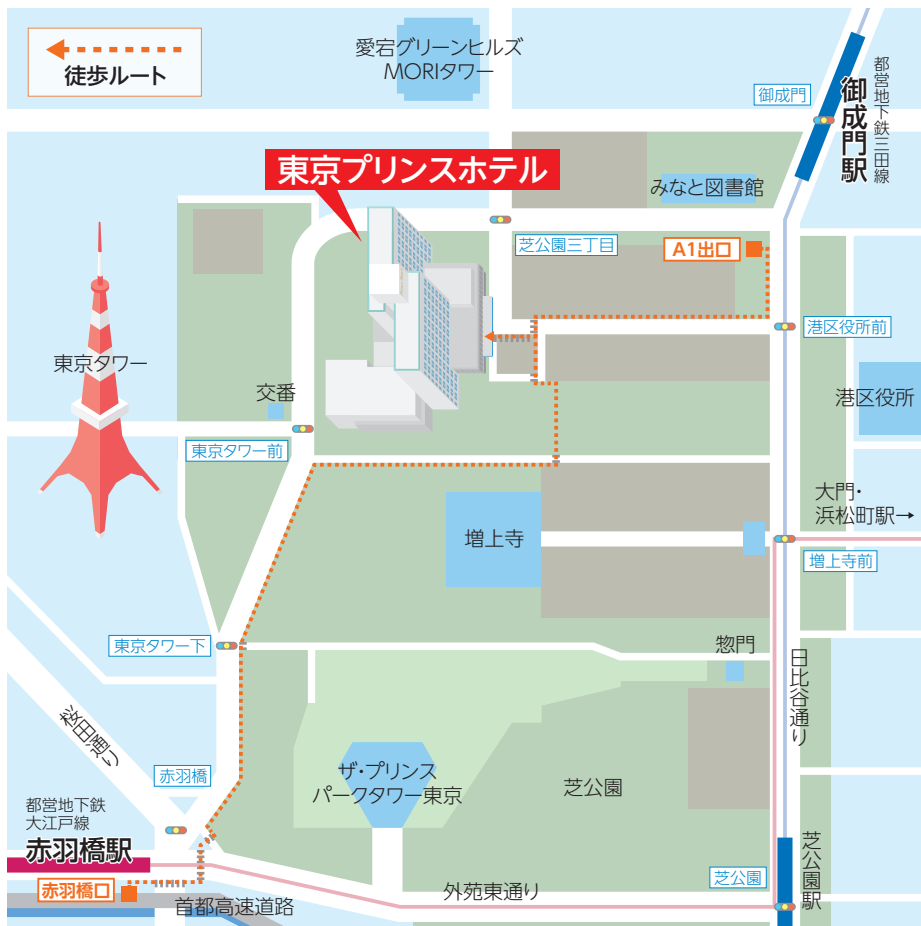 徒歩ルート
愛宕グリーンヒルズ
MORIタワー
御成門
都営地下鉄三田線
御成門駅
東京プリンスホテル
みなと図書館
芝公園三丁目
A1出口
港区役所前
東京タワー
交番
港区役所
東京タワー前
大門・
浜松町駅→
増上寺
増上寺前
東京タワー下
惣門
日比谷通り
桜田通り
赤羽橋
ザ・プリンス
パークタワー東京
芝公園
都営地下鉄
大江戸線
赤羽橋駅
芝公園駅
芝公園
赤羽橋口
外苑東通り
首都高速道路